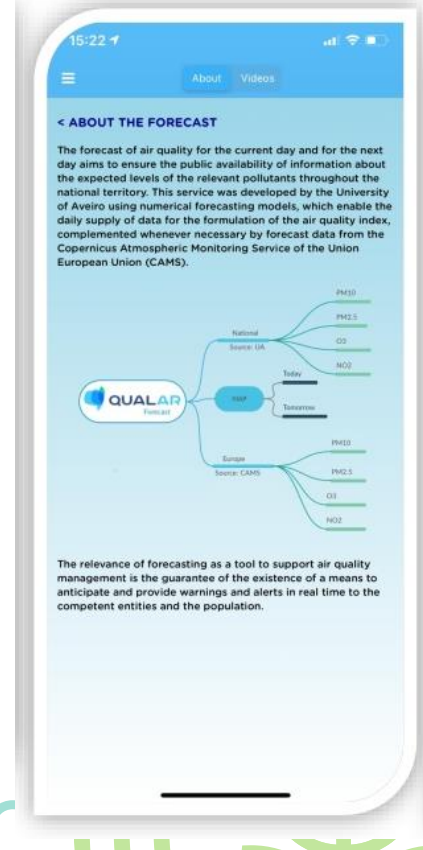 15:22
About Videos
< ABOUT THE FORECAST
The forecast of air quality for the current day and for the next
day aims to ensure the public availability of information about
the expected levels of the relevant pollutants throughout the
national territory. This service was developed by the University
of Aveiro using numerical forecasting models, which enable the
daily supply of data for the formulation of the air quality index,
complemented whenever necessary by forecast data from the
Copernicus Atmospheric Monitoring Service of the Union
European Union (CAMS).
PM10
PM2.5
National
O3
Source: UA
NO2
Today
QUALAR
Forecast
Tomorrow
PM10
Europe
PM2.5
Source: CAMS
O3
NO2
The relevance of forecasting as a tool to support air quality
management is the guarantee of the existence of a means to
anticipate and provide warnings and alerts in real time to the
competent entities and the population.